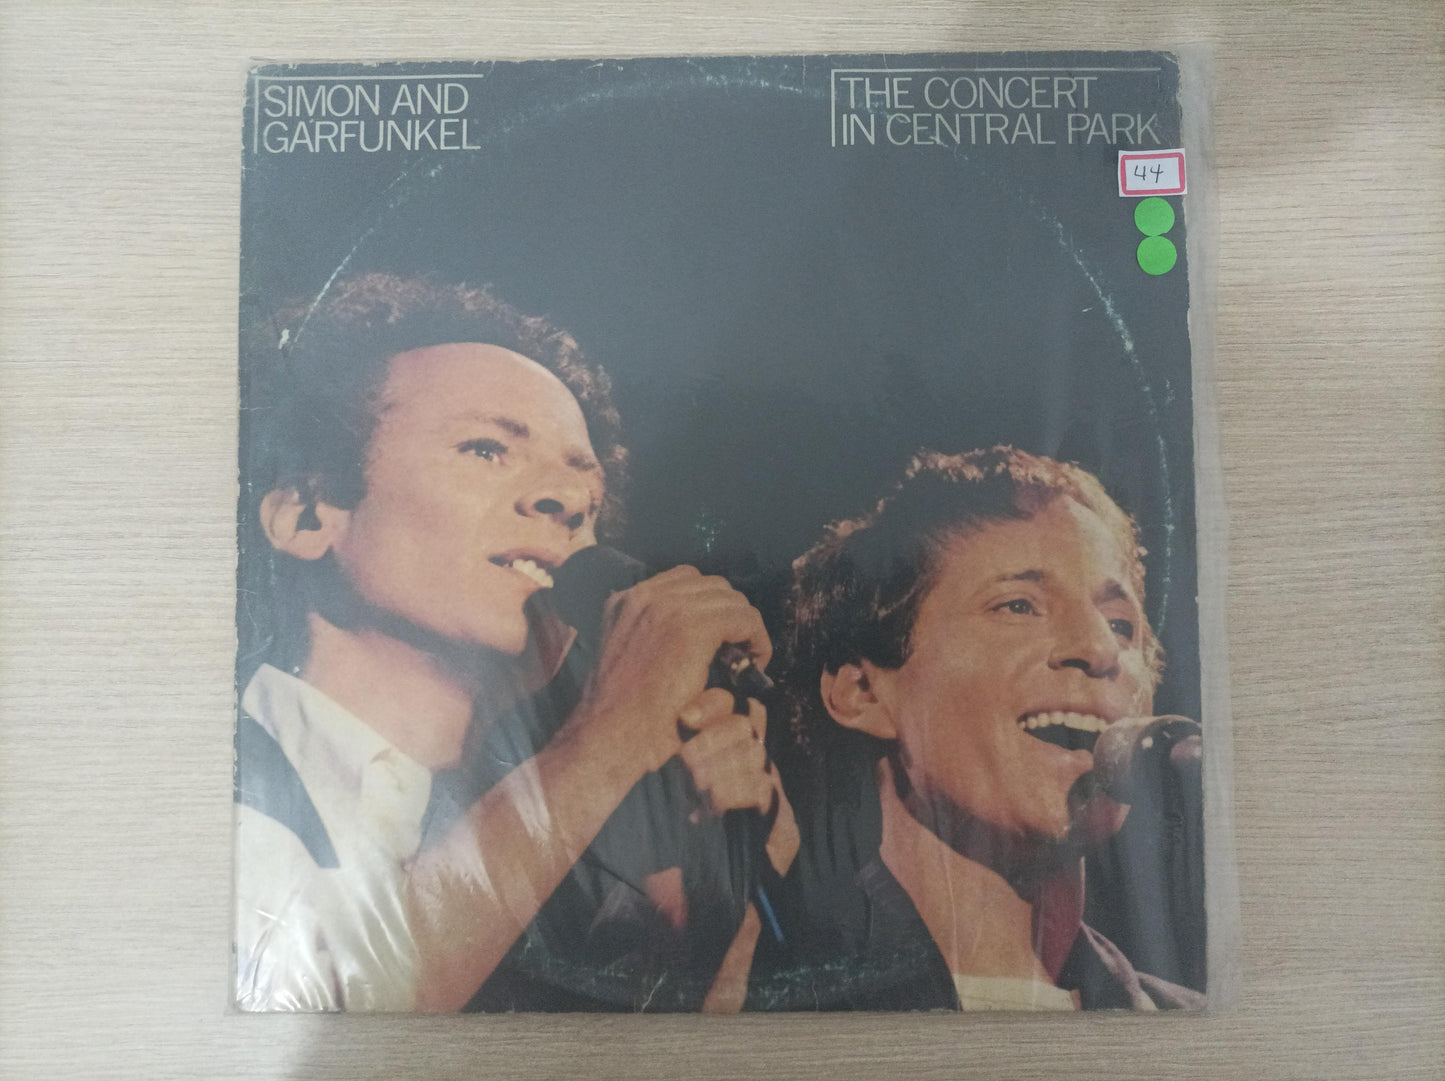 SIMON AND
GARFUNKEL
THE CONCERT
IN CENTRAL PARK
44